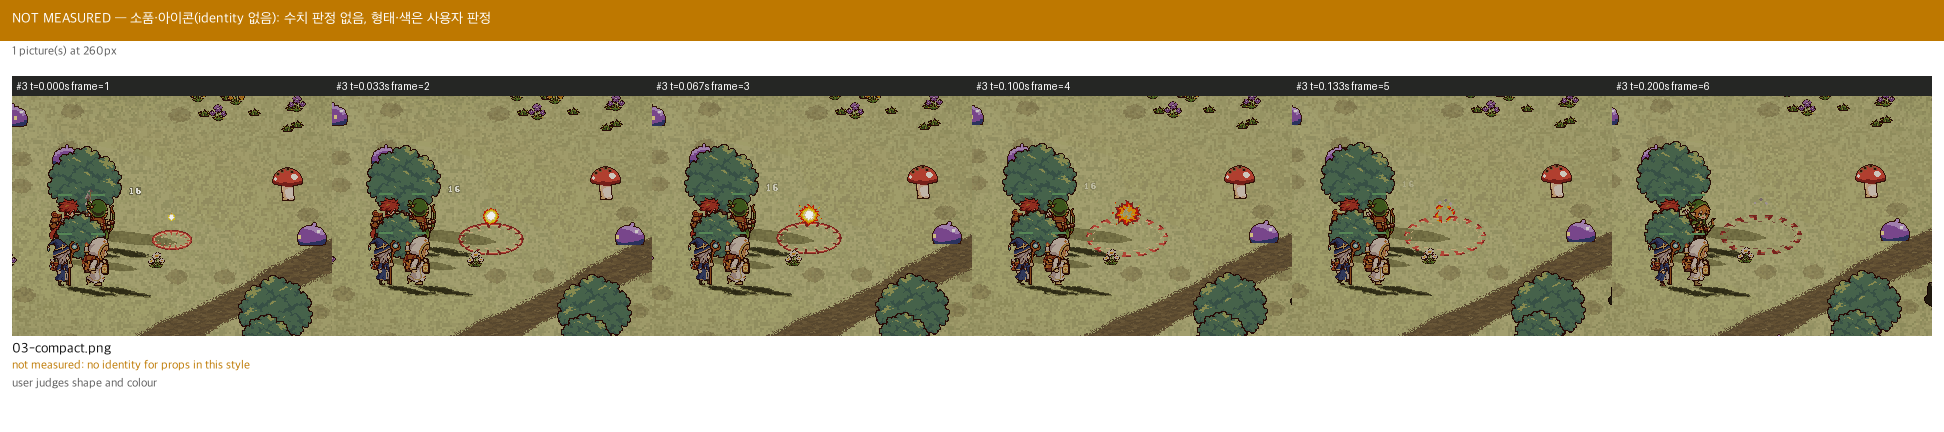 NOT MEASURED — 소품·아이콘(identity 없음): 수치 판정 없음, 형태·색은 사용자 판정
1 picture(s) at 260px
#3 t=0.000s frame=1
#3 t=0.033s frame=2
#3 t=0.067s frame=3
#3 t=0.100s frame=4
#3 t=0.133s frame=5
#3 t=0.200s frame=6
16
16
16
16
03-compact.png
not measured: no identity for props in this style
user judges shape and colour